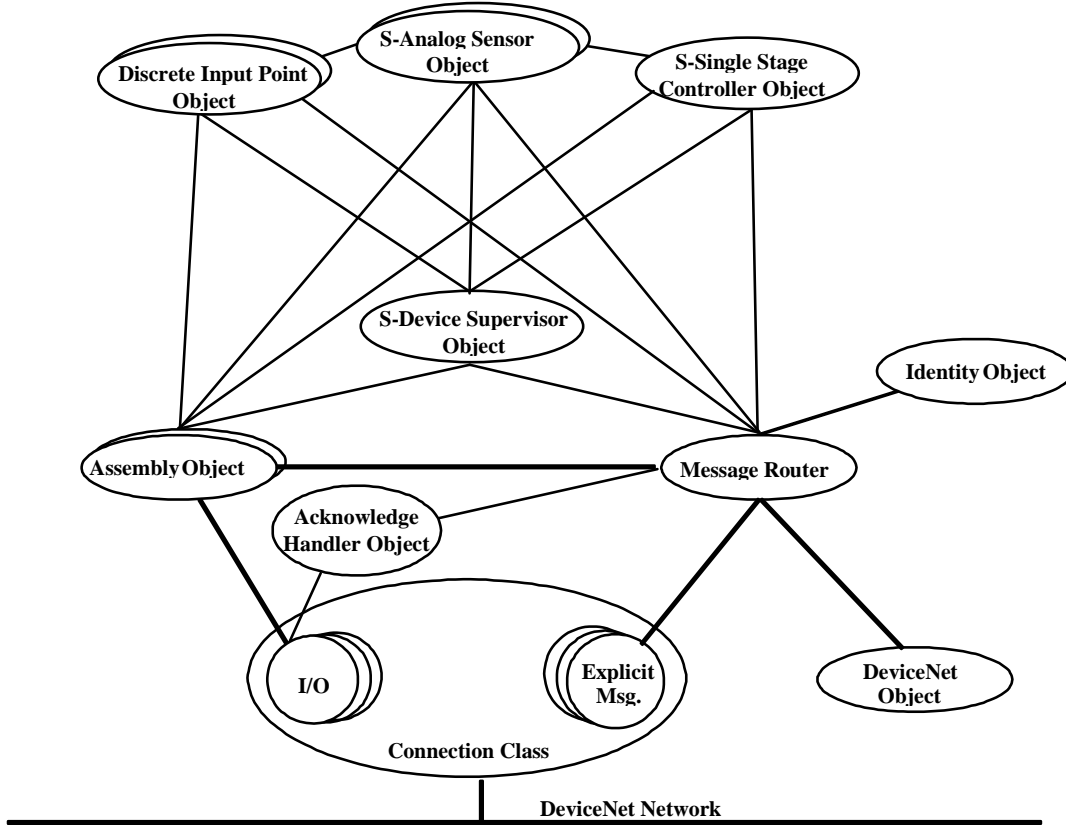 S-Analog Sensor
Object
Discrete Input Point
Object
S-Single Stage
Controller Object
S-Device Supervisor
Object
Identity Object
Assembly Object
Message Router
Acknowledge
Handler Object
I/O
Explicit
Msg.
DeviceNet
Object
Connection Class
DeviceNet Network